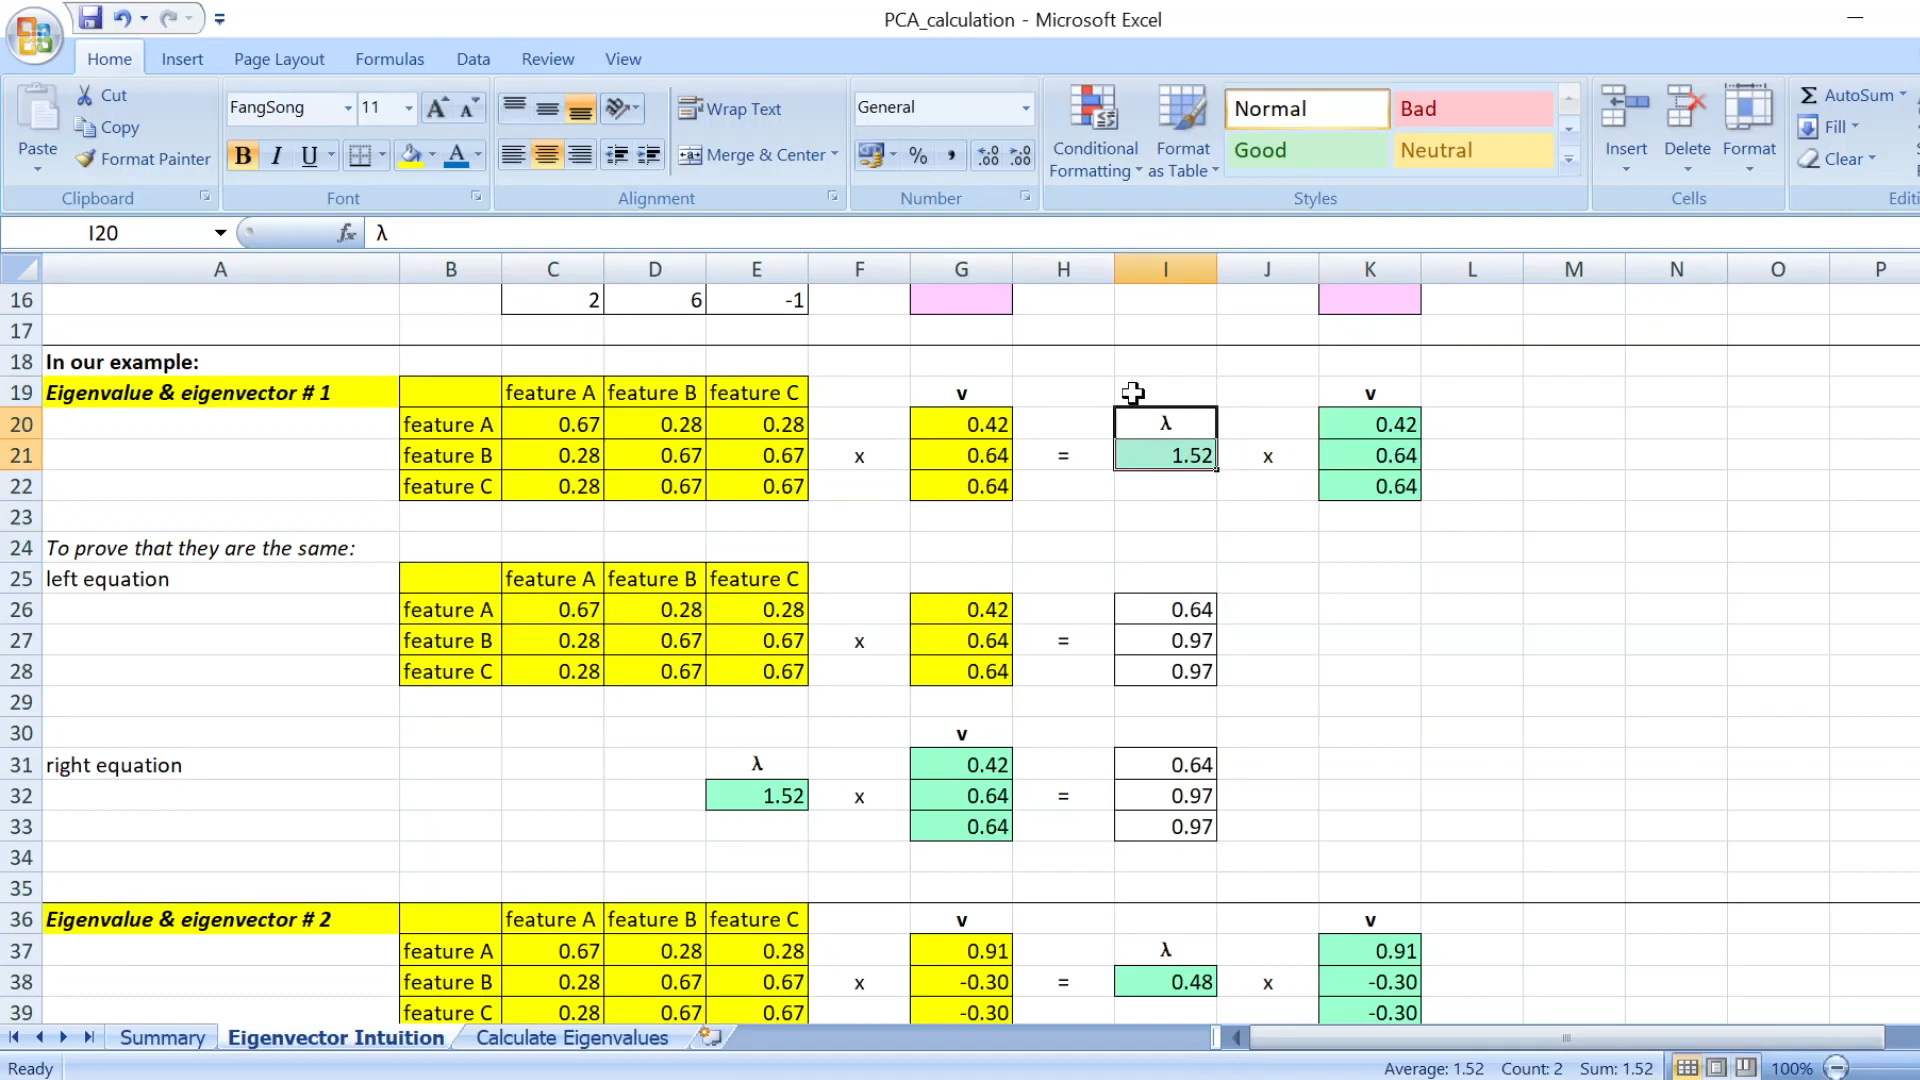 PCA_calculation - Microsoft Excel
Home Insert Page Layout Formulas Data Review View
Paste Cut Copy Format Painter
FangSong 11 A A
B I U A
Wrap Text
Merge & Center
General
% , .00 .00
Conditional Formatting
Format as Table
Normal Bad
Good Neutral
Insert Delete Format
Σ AutoSum
Fill
Clear
Clipboard Font Alignment Number Styles Cells Editi
I20 fx λ
A B C D E F G H I J K L M N O P
16 2 6 -1
17
18 In our example:
19 Eigenvalue & eigenvector # 1 feature A feature B feature C v v
20 feature A 0.67 0.28 0.28 0.42 λ 0.42
21 feature B 0.28 0.67 0.67 x 0.64 = 1.52 x 0.64
22 feature C 0.28 0.67 0.67 0.64 0.64
23
24 To prove that they are the same:
25 left equation feature A feature B feature C
26 feature A 0.67 0.28 0.28 0.42 0.64
27 feature B 0.28 0.67 0.67 x 0.64 = 0.97
28 feature C 0.28 0.67 0.67 0.64 0.97
29
30 v
31 right equation λ 0.42 0.64
32 1.52 x 0.64 = 0.97
33 0.64 0.97
34
35
36 Eigenvalue & eigenvector # 2 feature A feature B feature C v v
37 feature A 0.67 0.28 0.28 0.91 λ 0.91
38 feature B 0.28 0.67 0.67 x -0.30 = 0.48 x -0.30
39 feature C 0.28 0.67 0.67 -0.30 -0.30
Summary Eigenvector Intuition Calculate Eigenvalues
Ready Average: 1.52 Count: 2 Sum: 1.52 100%